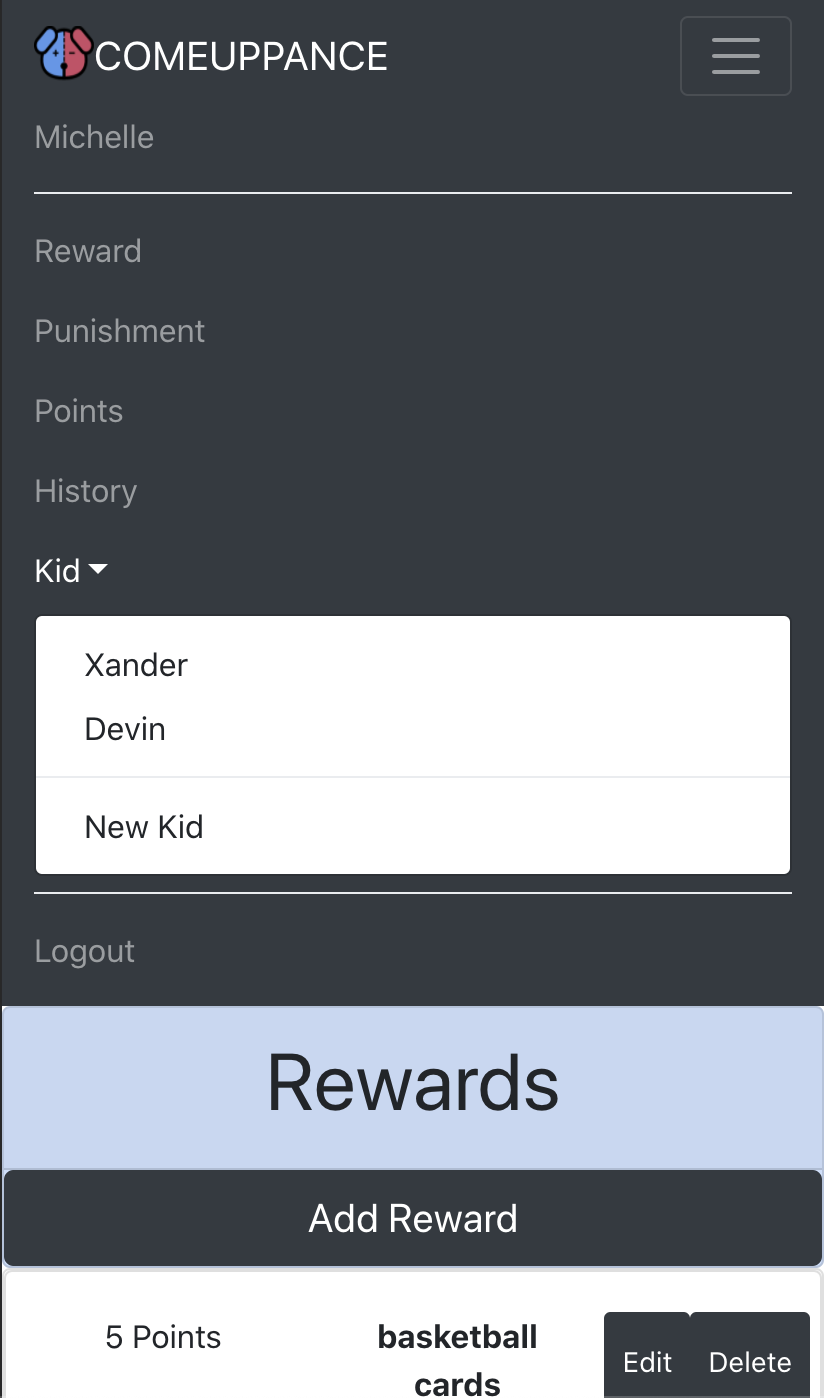 COMEUPPANCE
Michelle
Reward
Punishment
Points
History
Kid
Xander
Devin
New Kid
Logout
Rewards
Add Reward
5 Points
basketball
cards
Edit
Delete